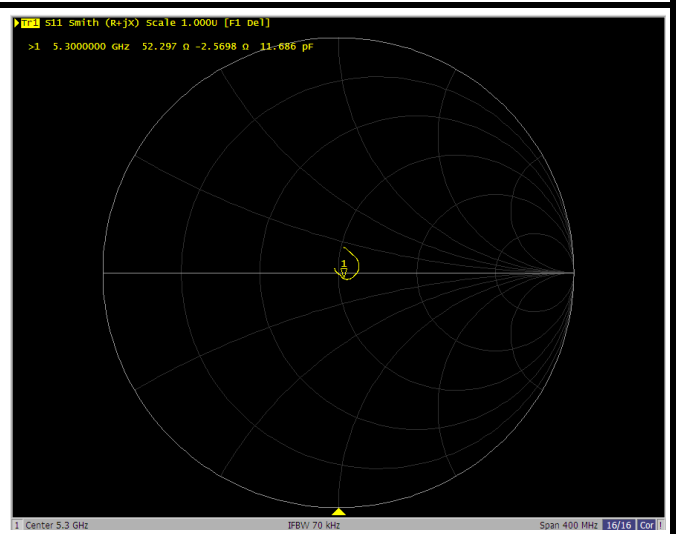 Tr1 S11 Smith (R+jX) Scale 1.000U [F1 Del]
>1 5.3000000 GHz 52.297 Ω -2.5698 Ω 11.686 pF
1
1 Center 5.3 GHz IFBW 70 kHz Span 400 MHz 16/16 Cor !